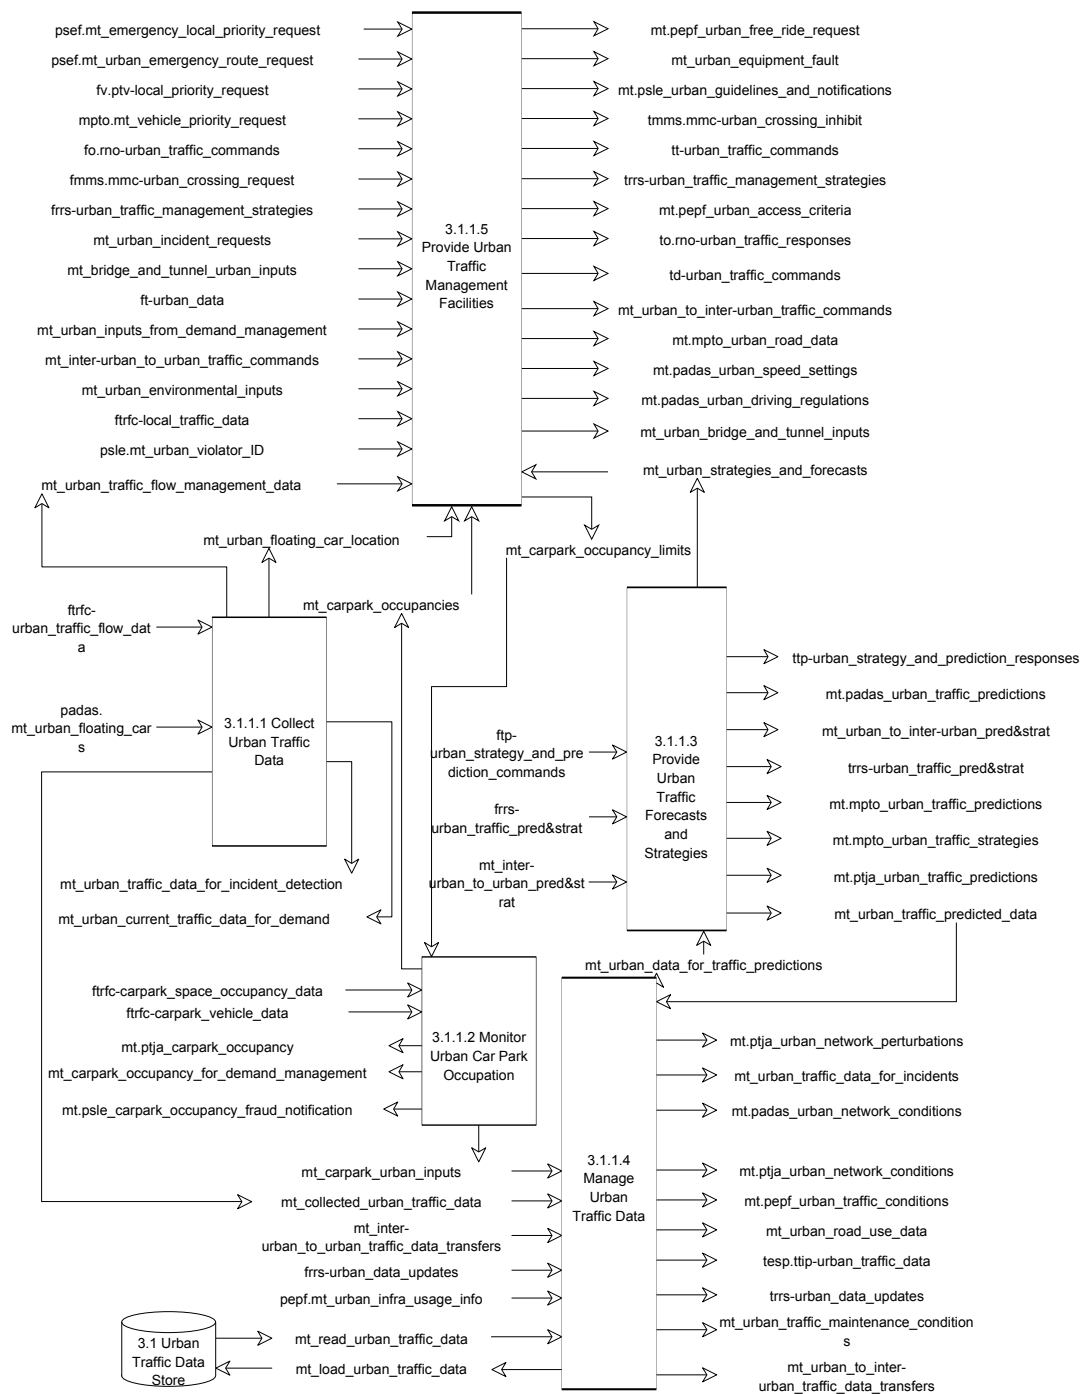 psef.mt_emergency_local_priority_request
psef.mt_urban_emergency_route_request
fv.ptv-local_priority_request
mpto.mt_vehicle_priority_request
fo.rno-urban_traffic_commands
fmms.mmc-urban_crossing_request
frrs-urban_traffic_management_strategies
mt_urban_incident_requests
mt_bridge_and_tunnel_urban_inputs
ft-urban_data
mt_urban_inputs_from_demand_management
mt_inter-urban_to_urban_traffic_commands
mt_urban_environmental_inputs
ftrfc-local_traffic_data
psle.mt_urban_violator_ID
mt_urban_traffic_flow_management_data
3.1.1.5
Provide Urban
Traffic
Management
Facilities
mt.pepf_urban_free_ride_request
mt_urban_equipment_fault
mt.psle_urban_guidelines_and_notifications
tmms.mmc-urban_crossing_inhibit
tt-urban_traffic_commands
trrs-urban_traffic_management_strategies
mt.pepf_urban_access_criteria
to.rno-urban_traffic_responses
td-urban_traffic_commands
mt_urban_to_inter-urban_traffic_commands
mt.mpto_urban_road_data
mt.padas_urban_speed_settings
mt.padas_urban_driving_regulations
mt_urban_bridge_and_tunnel_inputs
mt_urban_strategies_and_forecasts
mt_urban_floating_car_location
mt_carpark_occupancy_limits
mt_carpark_occupancies
ftrfc-
urban_traffic_flow_dat
a
padas.
mt_urban_floating_car
s
3.1.1.1 Collect
Urban Traffic
Data
ftp-
urban_strategy_and_pre
diction_commands
frrs-
urban_traffic_pred&strat
mt_inter-
urban_to_urban_pred&st
rat
3.1.1.3
Provide
Urban
Traffic
Forecasts
and
Strategies
ttp-urban_strategy_and_prediction_responses
mt.padas_urban_traffic_predictions
mt_urban_to_inter-urban_pred&strat
trrs-urban_traffic_pred&strat
mt.mpto_urban_traffic_predictions
mt.mpto_urban_traffic_strategies
mt.ptja_urban_traffic_predictions
mt_urban_traffic_predicted_data
mt_urban_traffic_data_for_incident_detection
mt_urban_current_traffic_data_for_demand
mt_urban_data_for_traffic_predictions
ftrfc-carpark_space_occupancy_data
ftrfc-carpark_vehicle_data
mt.ptja_carpark_occupancy
mt_carpark_occupancy_for_demand_management
mt.psle_carpark_occupancy_fraud_notification
3.1.1.2 Monitor
Urban Car Park
Occupation
mt_carpark_urban_inputs
mt_collected_urban_traffic_data
mt_inter-
urban_to_urban_traffic_data_transfers
frrs-urban_data_updates
pepf.mt_urban_infra_usage_info
mt_read_urban_traffic_data
mt_load_urban_traffic_data
3.1 Urban
Traffic Data
Store
3.1.1.4
Manage
Urban
Traffic Data
mt.ptja_urban_network_perturbations
mt_urban_traffic_data_for_incidents
mt.padas_urban_network_conditions
mt.ptja_urban_network_conditions
mt.pepf_urban_traffic_conditions
mt_urban_road_use_data
tesp.ttip-urban_traffic_data
trrs-urban_data_updates
mt_urban_traffic_maintenance_condition
s
mt_urban_to_inter-
urban_traffic_data_transfers